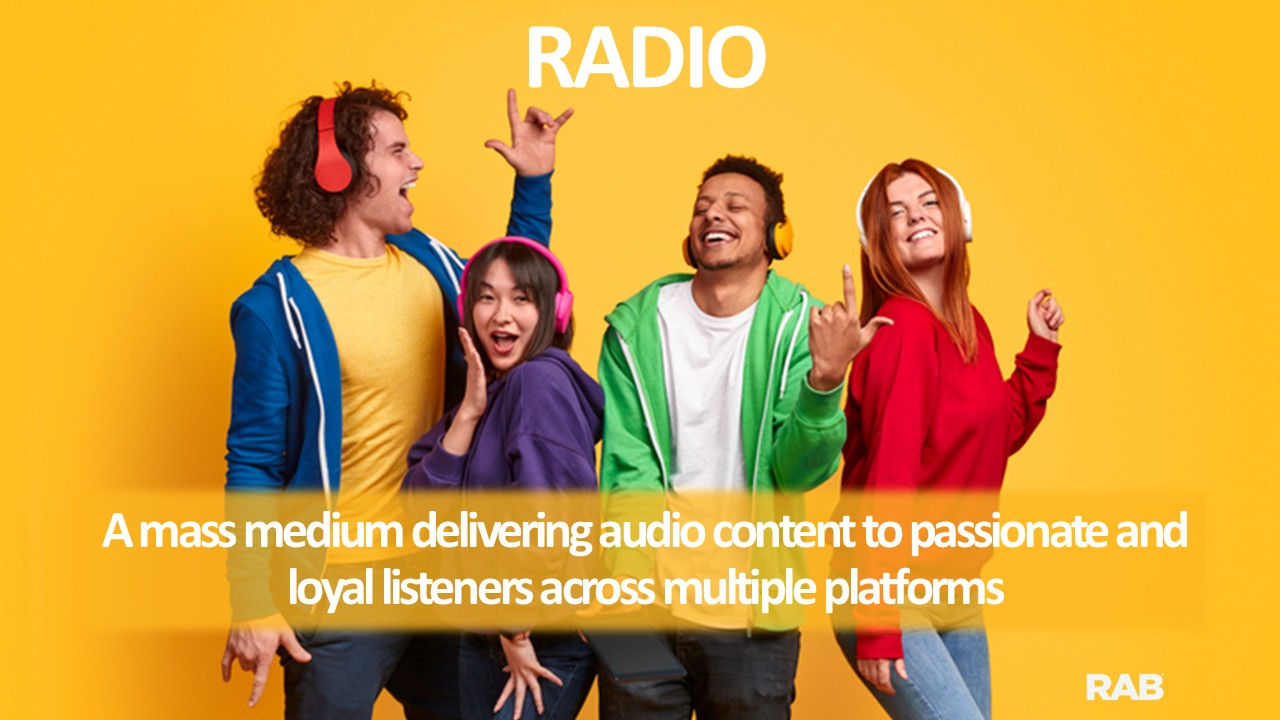 RADIO
A mass medium delivering audio content to passionate and
loyal listeners across multiple platforms
RAB